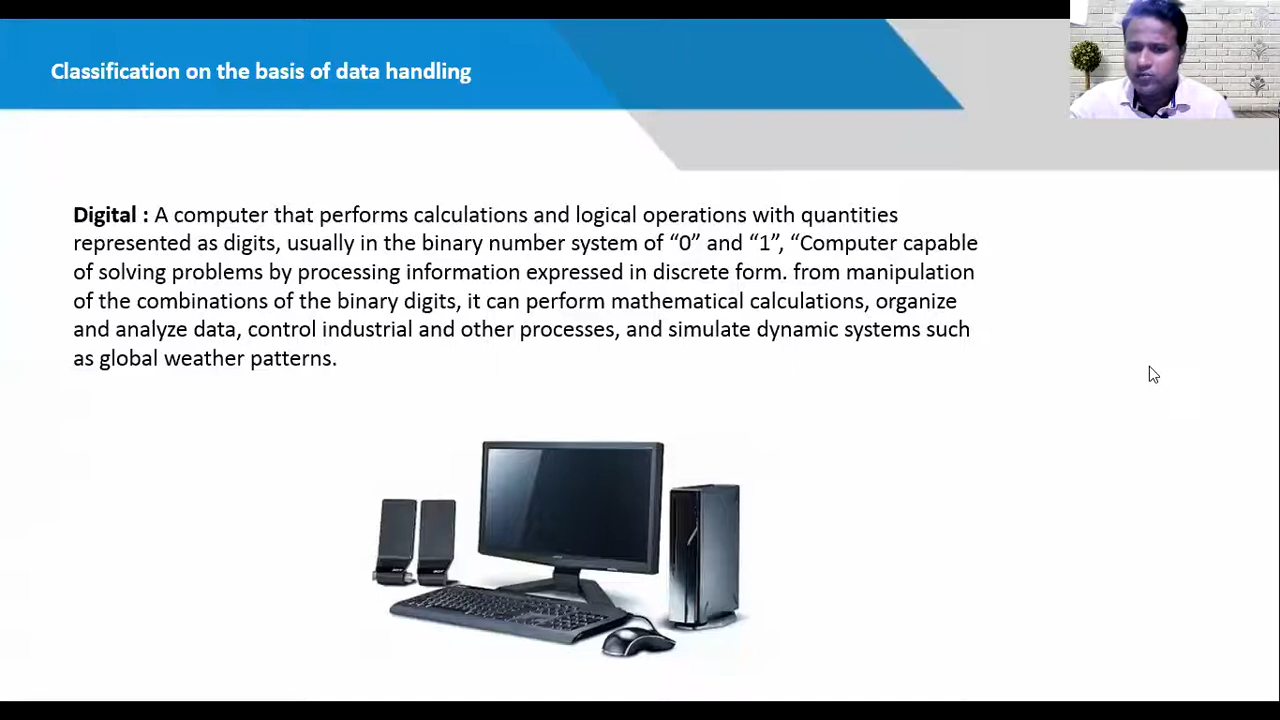 Classification on the basis of data handling
Digital : A computer that performs calculations and logical operations with quantities
represented as digits, usually in the binary number system of “0” and “1”, “Computer capable
of solving problems by processing information expressed in discrete form. from manipulation
of the combinations of the binary digits, it can perform mathematical calculations, organize
and analyze data, control industrial and other processes, and simulate dynamic systems such
as global weather patterns.